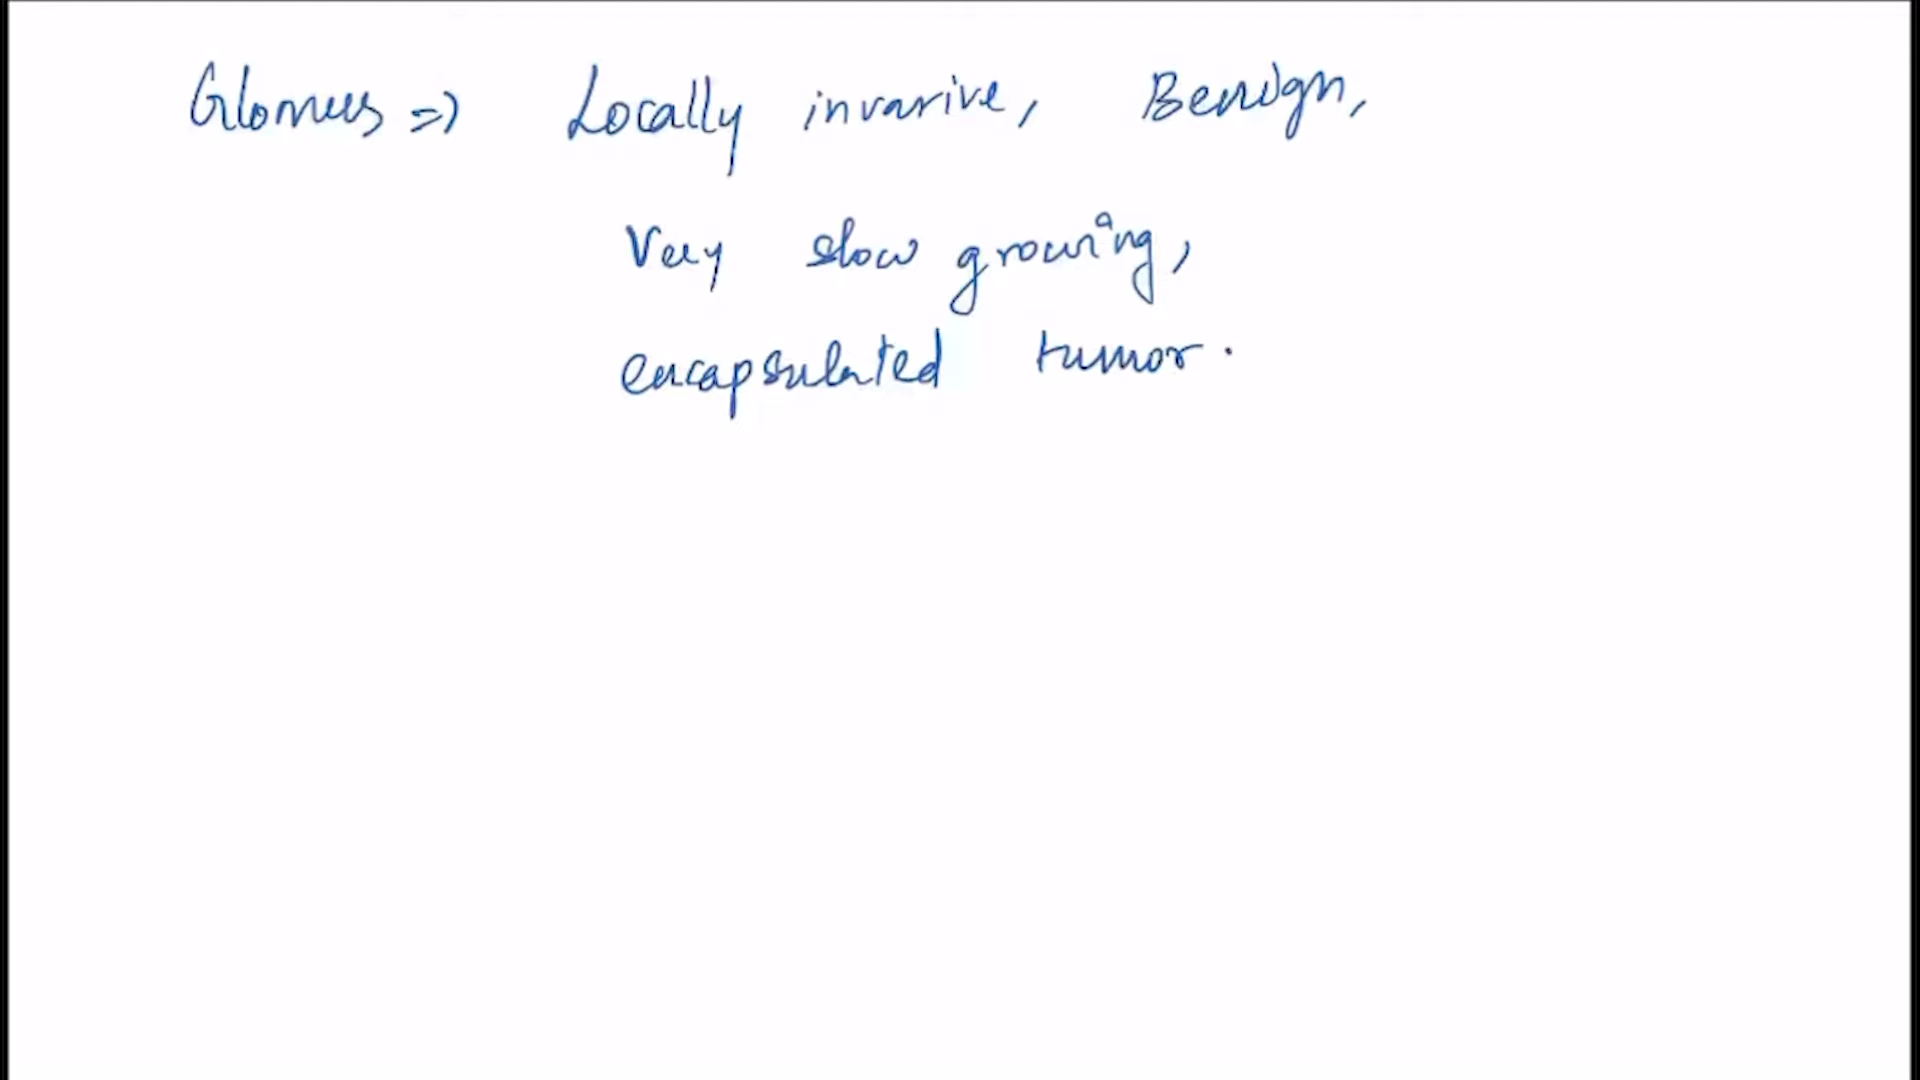 Glomus => Locally invasive, Benign,
Very slow growing,
encapsulated tumor.